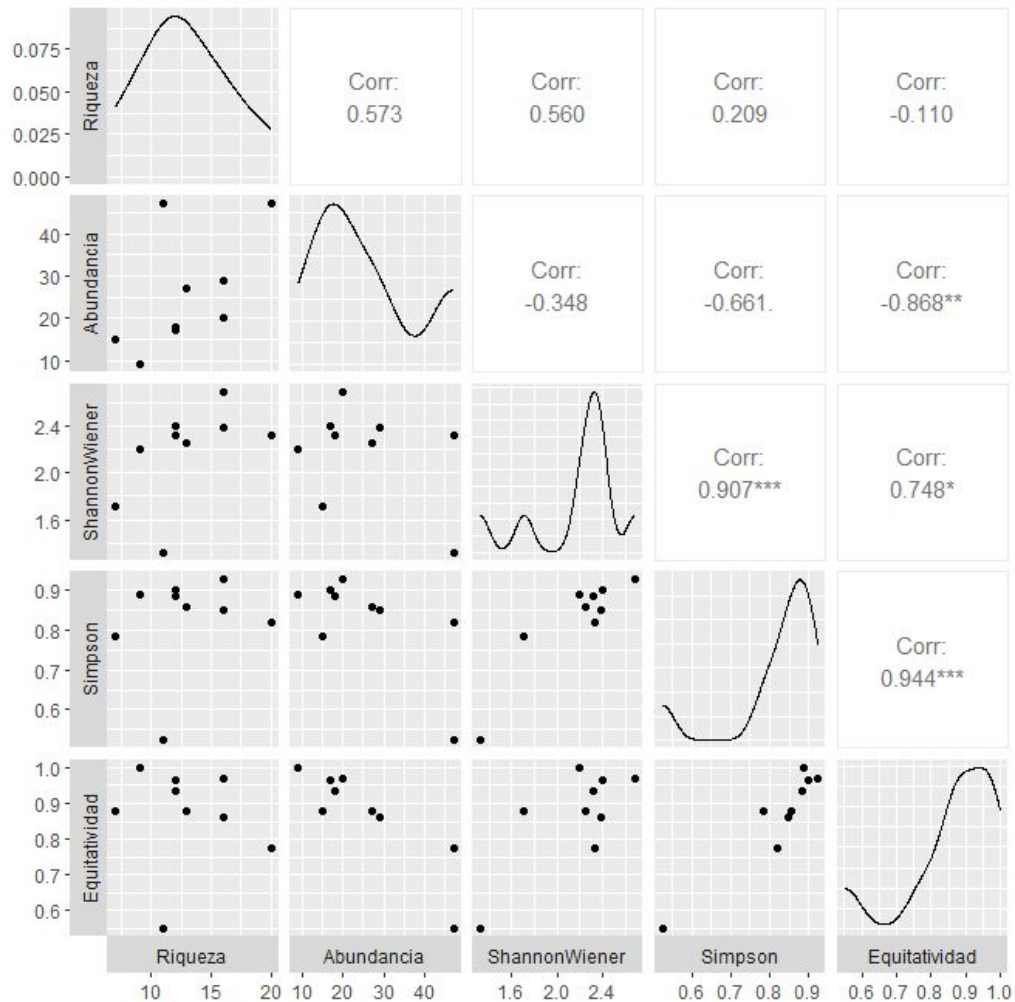 Riqueza
0.075
0.050
0.025
0.000
Corr:
0.573
Corr:
0.560
Corr:
0.209
Corr:
-0.110
Abundancia
40
30
20
10
Corr:
-0.348
Corr:
-0.661.
Corr:
-0.868**
ShannonWiener
2.4
2.0
1.6
Corr:
0.907***
Corr:
0.748*
Simpson
0.9
0.8
0.7
0.6
Corr:
0.944***
Equitatividad
1.0
0.9
0.8
0.7
0.6
Riqueza Abundancia ShannonWiener Simpson Equitatividad
10 20 10 20 30 40 1.6 2.0 2.4 0.6 0.7 0.8 0.9 0.6 0.7 0.8 0.9 1.0